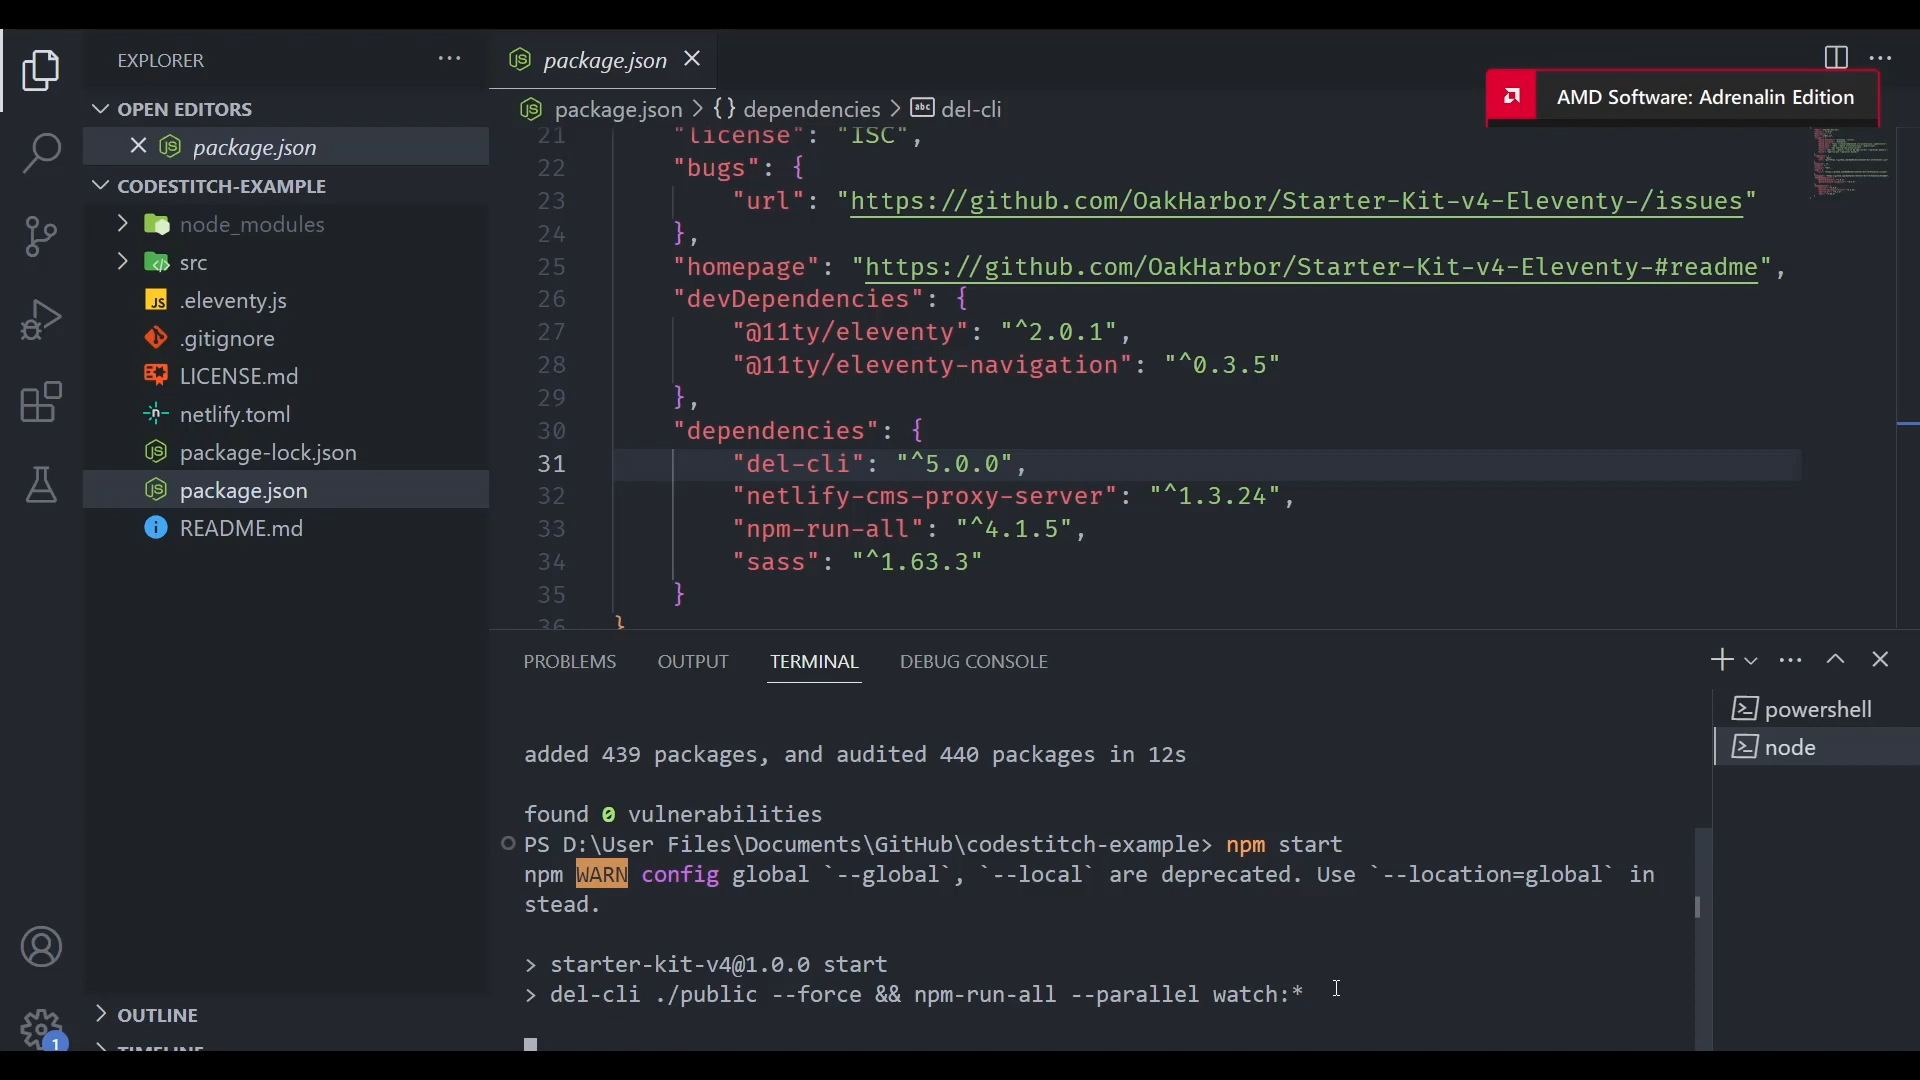 EXPLORER
OPEN EDITORS
package.json
CODESTITCH-EXAMPLE
node_modules
src
.eleventy.js
.gitignore
LICENSE.md
netlify.toml
package-lock.json
package.json
README.md
OUTLINE
TIMELINE
1
package.json
package.json > {} dependencies > abc del-cli
AMD Software: Adrenalin Edition
21 "license": "ISC",
22 "bugs": {
23 "url": "https://github.com/OakHarbor/Starter-Kit-v4-Eleventy-/issues"
24 },
25 "homepage": "https://github.com/OakHarbor/Starter-Kit-v4-Eleventy-#readme",
26 "devDependencies": {
27 "@11ty/eleventy": "^2.0.1",
28 "@11ty/eleventy-navigation": "^0.3.5"
29 },
30 "dependencies": {
31 "del-cli": "^5.0.0",
32 "netlify-cms-proxy-server": "^1.3.24",
33 "npm-run-all": "^4.1.5",
34 "sass": "^1.63.3"
35 }
36 }
PROBLEMS OUTPUT TERMINAL DEBUG CONSOLE
added 439 packages, and audited 440 packages in 12s
found 0 vulnerabilities
PS D:\User Files\Documents\GitHub\codestitch-example> npm start
npm WARN config global `--global`, `--local` are deprecated. Use `--location=global` in
stead.
> starter-kit-v4@1.0.0 start
> del-cli ./public --force && npm-run-all --parallel watch:*
powershell
node